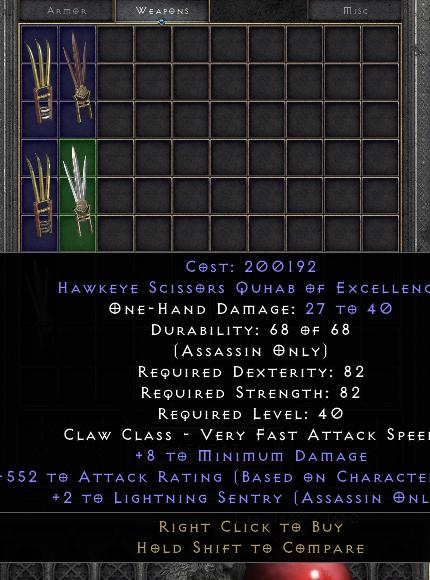 Armor Weapons Misc
Cost: 200192
Hawkeye Scissors Quhab of Excellenc
One-Hand Damage: 27 to 40
Durability: 68 of 68
(Assassin Only)
Required Dexterity: 82
Required Strength: 82
Required Level: 40
Claw Class - Very Fast Attack Speed
+8 to Minimum Damage
+552 to Attack Rating (Based on Character
+2 to Lightning Sentry (Assassin Onl
Right Click to Buy
Hold Shift to Compare